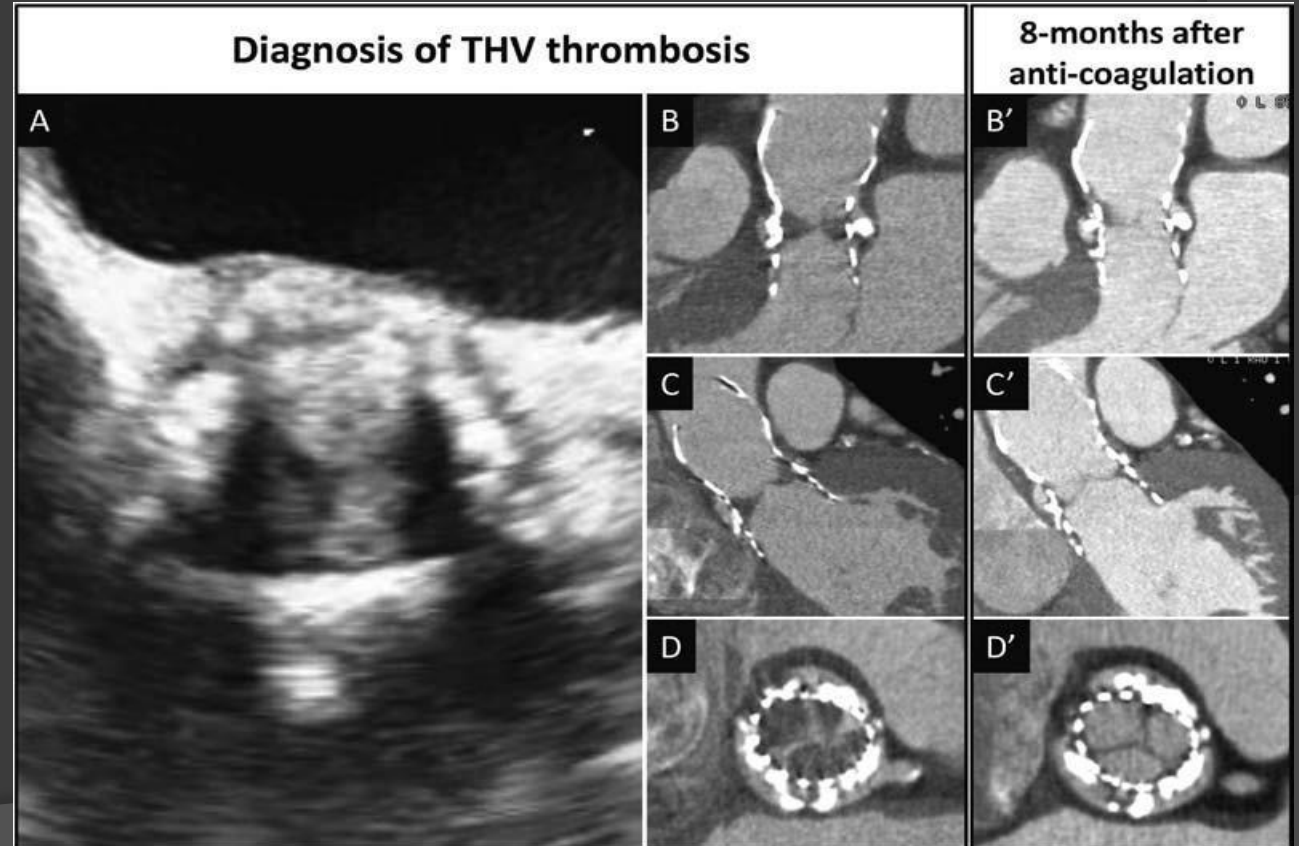 Diagnosis of THV thrombosis
8-months after
anti-coagulation
A
B
B’
C
C’
D
D’